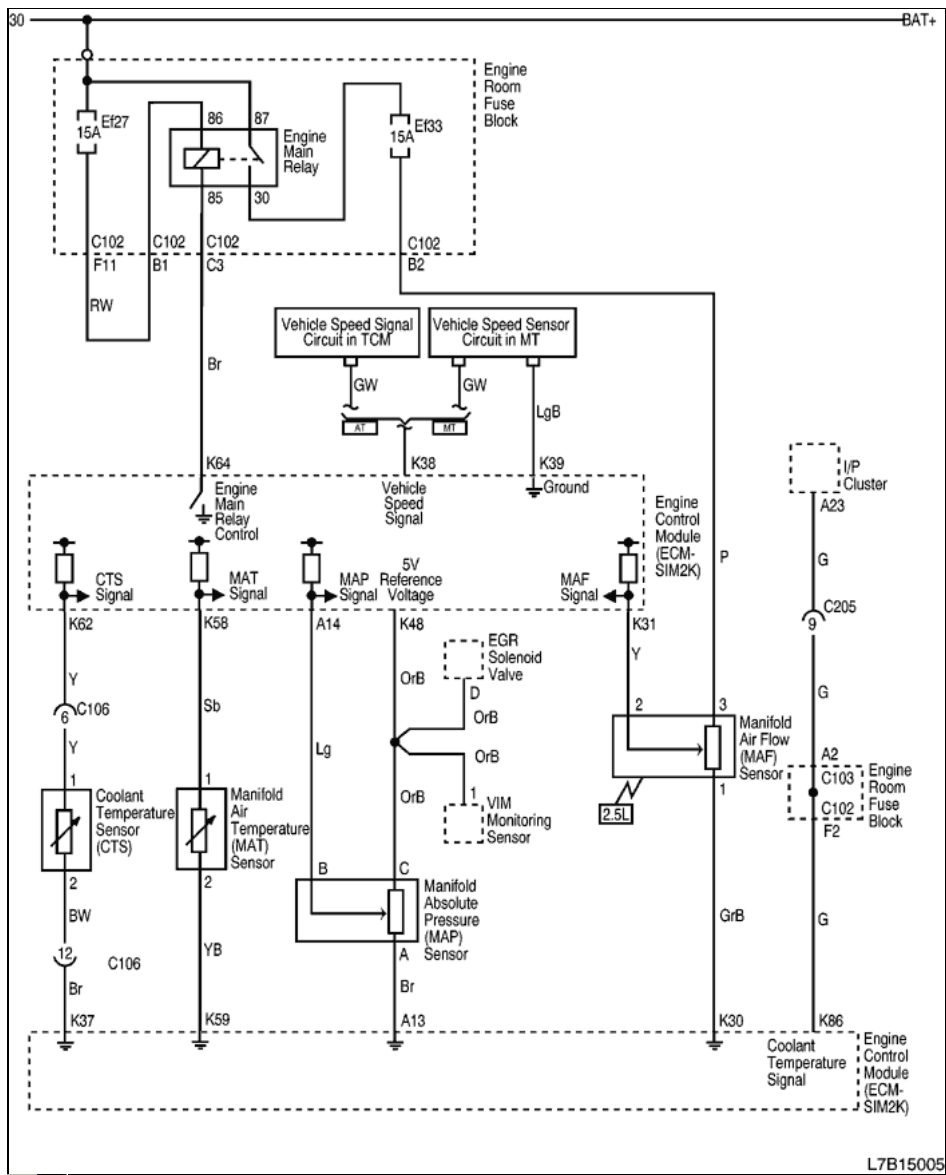 30
BAT+
Engine
Room
Fuse
Block
Ef27
15A
86
87
Engine
Main
Relay
Ef33
15A
85
30
C102
C102
C102
C102
F11
B1
C3
B2
RW
Br
Vehicle Speed Signal
Circuit in TCM
Vehicle Speed Sensor
Circuit in MT
GW
GW
LgB
AT
MT
K64
K38
K39
Engine
Main
Relay
Control
Vehicle
Speed
Signal
Ground
Engine
Control
Module
(ECM-
SIM2K)
P
I/P
Cluster
A23
G
CTS
Signal
MAT
Signal
MAP
Signal
5V
Reference
Voltage
MAF
Signal
C205
9
K62
K58
A14
K48
K31
Y
Sb
Lg
OrB
EGR
Solenoid
Valve
D
OrB
Y
G
6
C106
Y
OrB
OrB
2
3
Manifold
Air Flow
(MAF)
Sensor
1
2.5L
A2
C103
C102
F2
Engine
Room
Fuse
Block
1
Coolant
Temperature
Sensor
(CTS)
2
1
Manifold
Air
Temperature
(MAT)
Sensor
2
1
VIM
Monitoring
Sensor
B
C
Manifold
Absolute
Pressure
(MAP)
Sensor
A
BW
YB
GrB
G
12
C106
Br
Br
K37
K59
A13
K30
K86
Coolant
Temperature
Signal
Engine
Control
Module
(ECM-
SIM2K)
L7B15005